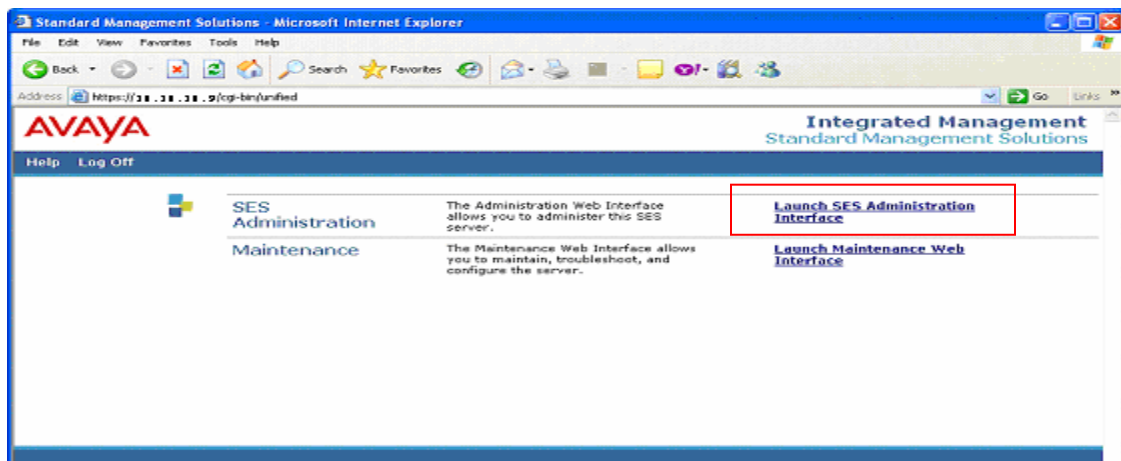 Standard Management Solutions - Microsoft Internet Explorer
File Edit View Favorites Tools Help
Back Search Favorites
Address https:// .9/cgi-bin/unified Go Links »
AVAYA
Integrated Management
Standard Management Solutions
Help Log Off
SES
Administration
The Administration Web Interface
allows you to administer this SES
server.
Launch SES Administration
Interface
Maintenance
The Maintenance Web Interface allows
you to maintain, troubleshoot, and
configure the server.
Launch Maintenance Web
Interface